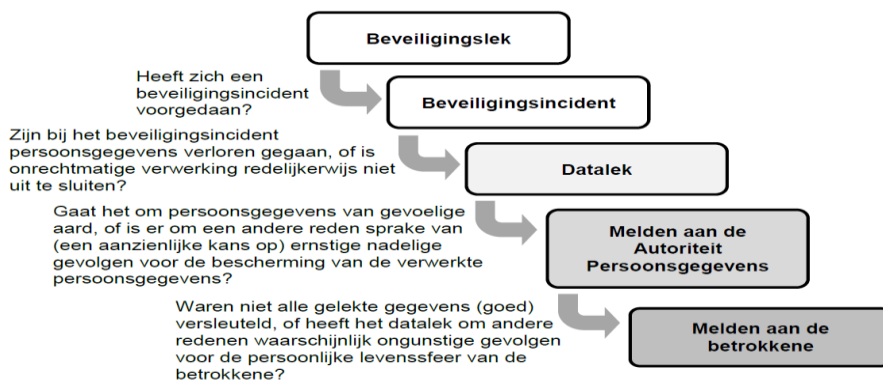 Beveiligingslek
Heeft zich een
beveiligingsincident
voorgedaan?
Beveiligingsincident
Zijn bij het beveiligingsincident
persoonsgegevens verloren gegaan, of is
onrechtmatige verwerking redelijkerwijs niet
uit te sluiten?
Datalek
Gaat het om persoonsgegevens van gevoelige
aard, of is er om een andere reden sprake van
(een aanzienlijke kans op) ernstige nadelige
gevolgen voor de bescherming van de verwerkte
persoonsgegevens?
Melden aan de
Autoriteit
Persoonsgegevens
Waren niet alle gelekte gegevens (goed)
versleuteld, of heeft het datalek om andere
redenen waarschijnlijk ongunstige gevolgen
voor de persoonlijke levenssfeer van de
betrokkene?
Melden aan de
betrokkene